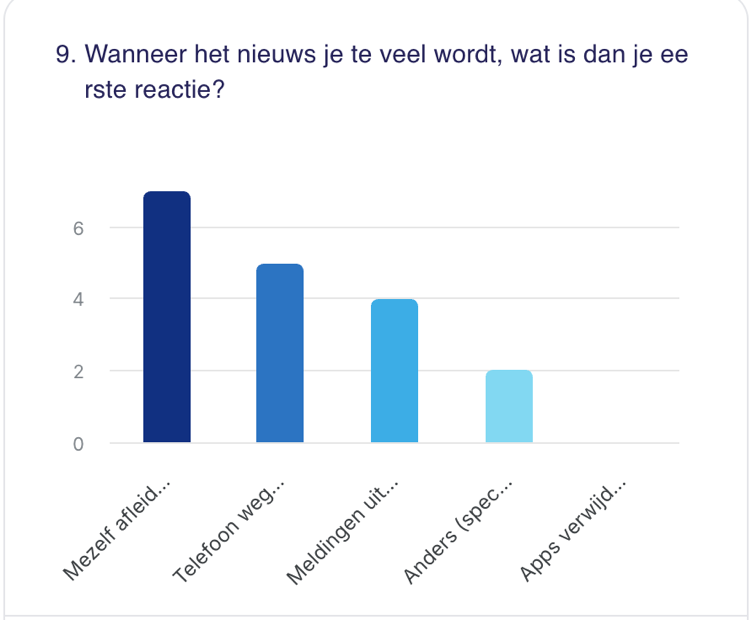 9. Wanneer het nieuws je te veel wordt, wat is dan je ee
rste reactie?
6
4
2
0
Mezelf afleid...
Telefoon weg...
Meldingen uit...
Anders (spec...
Apps verwijd...